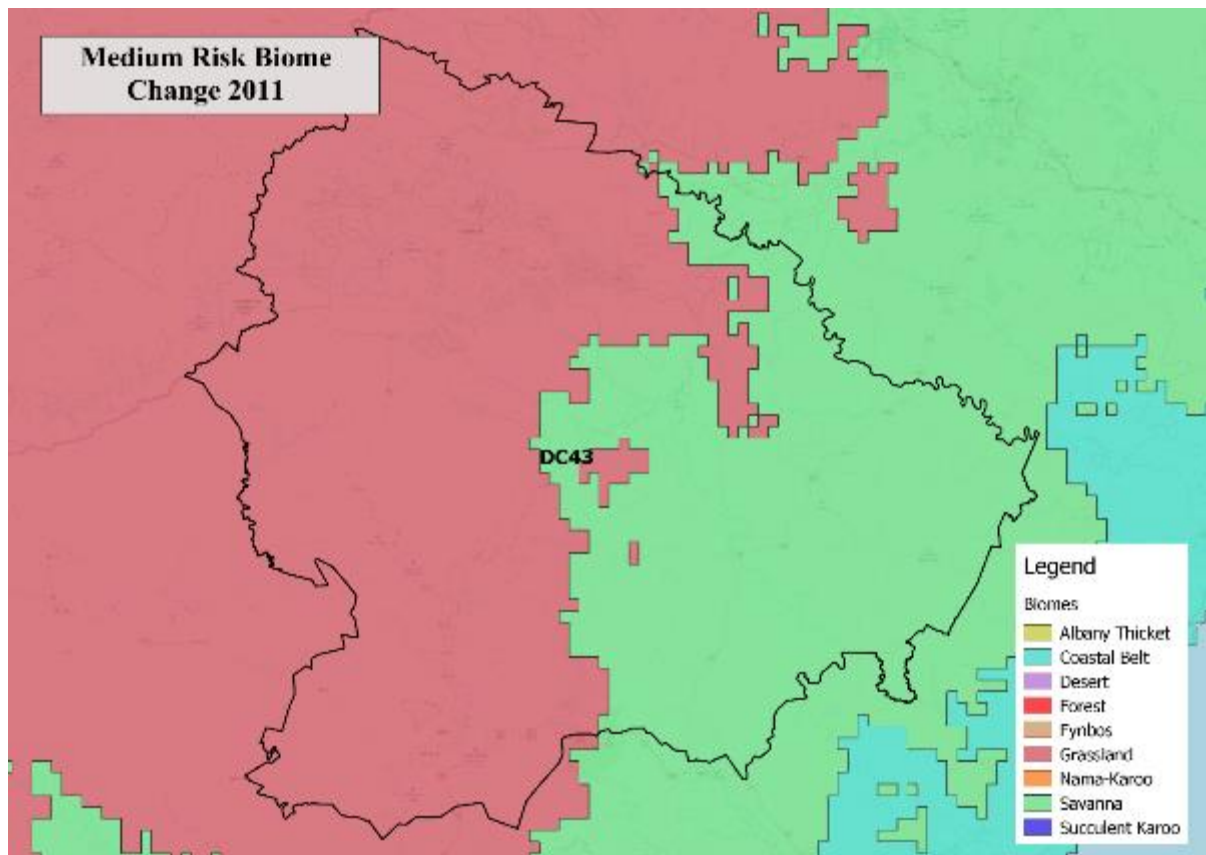 Medium Risk Biome
Change 2011
DC43
Legend
Biomes
Albany Thicket
Coastal Belt
Desert
Forest
Fynbos
Grassland
Nama-Karoo
Savanna
Succulent Karoo